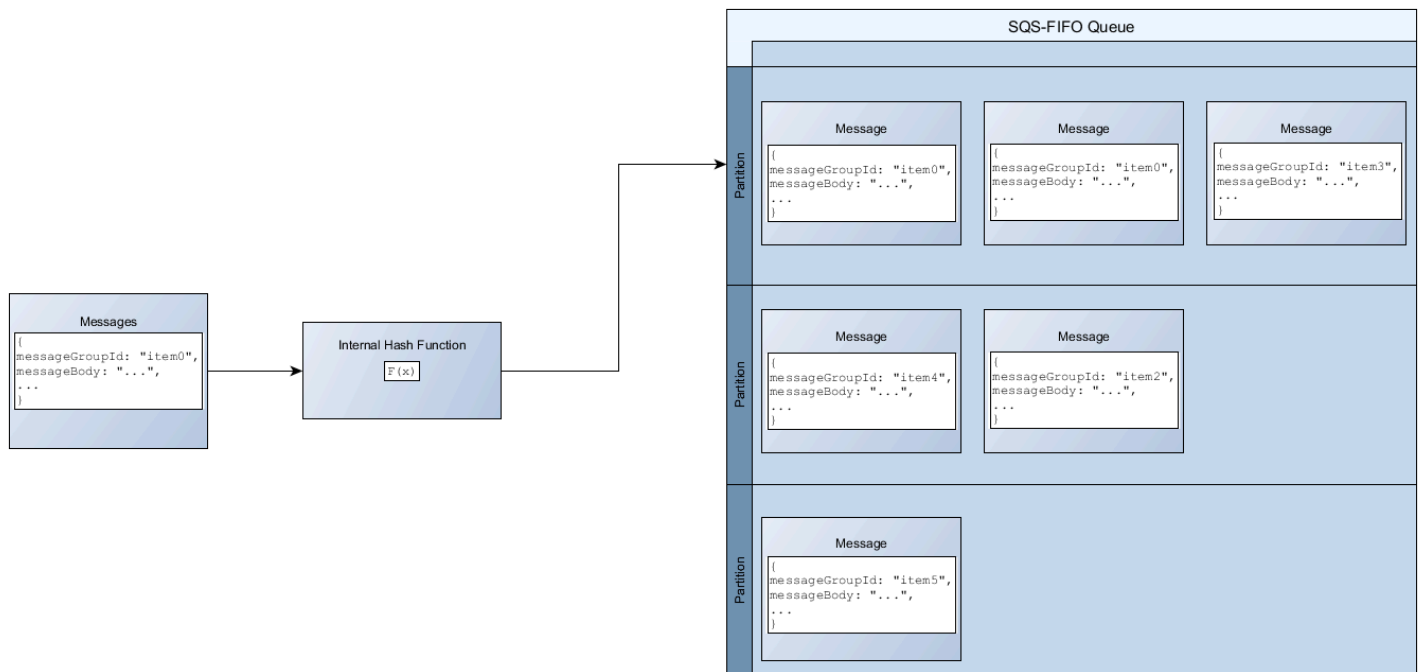 SQS-FIFO Queue
Partition
Message
{
messageGroupId: "item0",
messageBody: "...",
...
}
Message
{
messageGroupId: "item0",
messageBody: "...",
...
}
Message
{
messageGroupId: "item3",
messageBody: "...",
...
}
Messages
{
messageGroupId: "item0",
messageBody: "...",
...
}
Internal Hash Function
F(x)
Partition
Message
{
messageGroupId: "item4",
messageBody: "...",
...
}
Message
{
messageGroupId: "item2",
messageBody: "...",
...
}
Partition
Message
{
messageGroupId: "item5",
messageBody: "...",
...
}